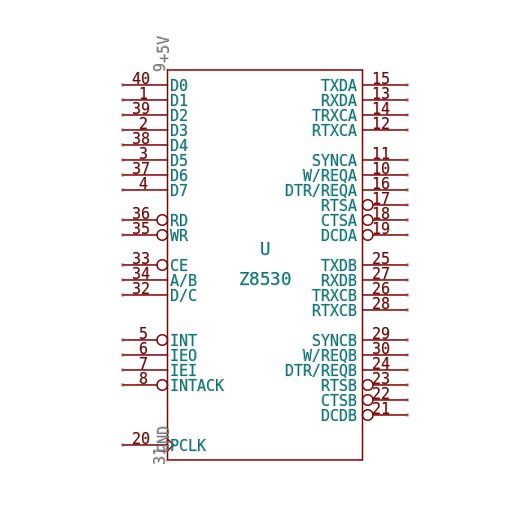 9 +5V
40 D0 TXDA 15
1 D1 RXDA 13
39 D2 TRXCA 14
2 D3 RTXCA 12
38 D4
3 D5 SYNCA 11
37 D6 W/REQA 10
4 D7 DTR/REQA 16
RTSA 17
36 RD CTSA 18
35 WR DCDA 19
U
33 CE TXDB 25
34 A/B Z8530 RXDB 27
32 D/C TRXCB 26
RTXCB 28
5 INT SYNCB 29
6 IEO W/REQB 30
7 IEI DTR/REQB 24
8 INTACK RTSB 23
CTSB 22
DCDB 21
20 PCLK
31 GND